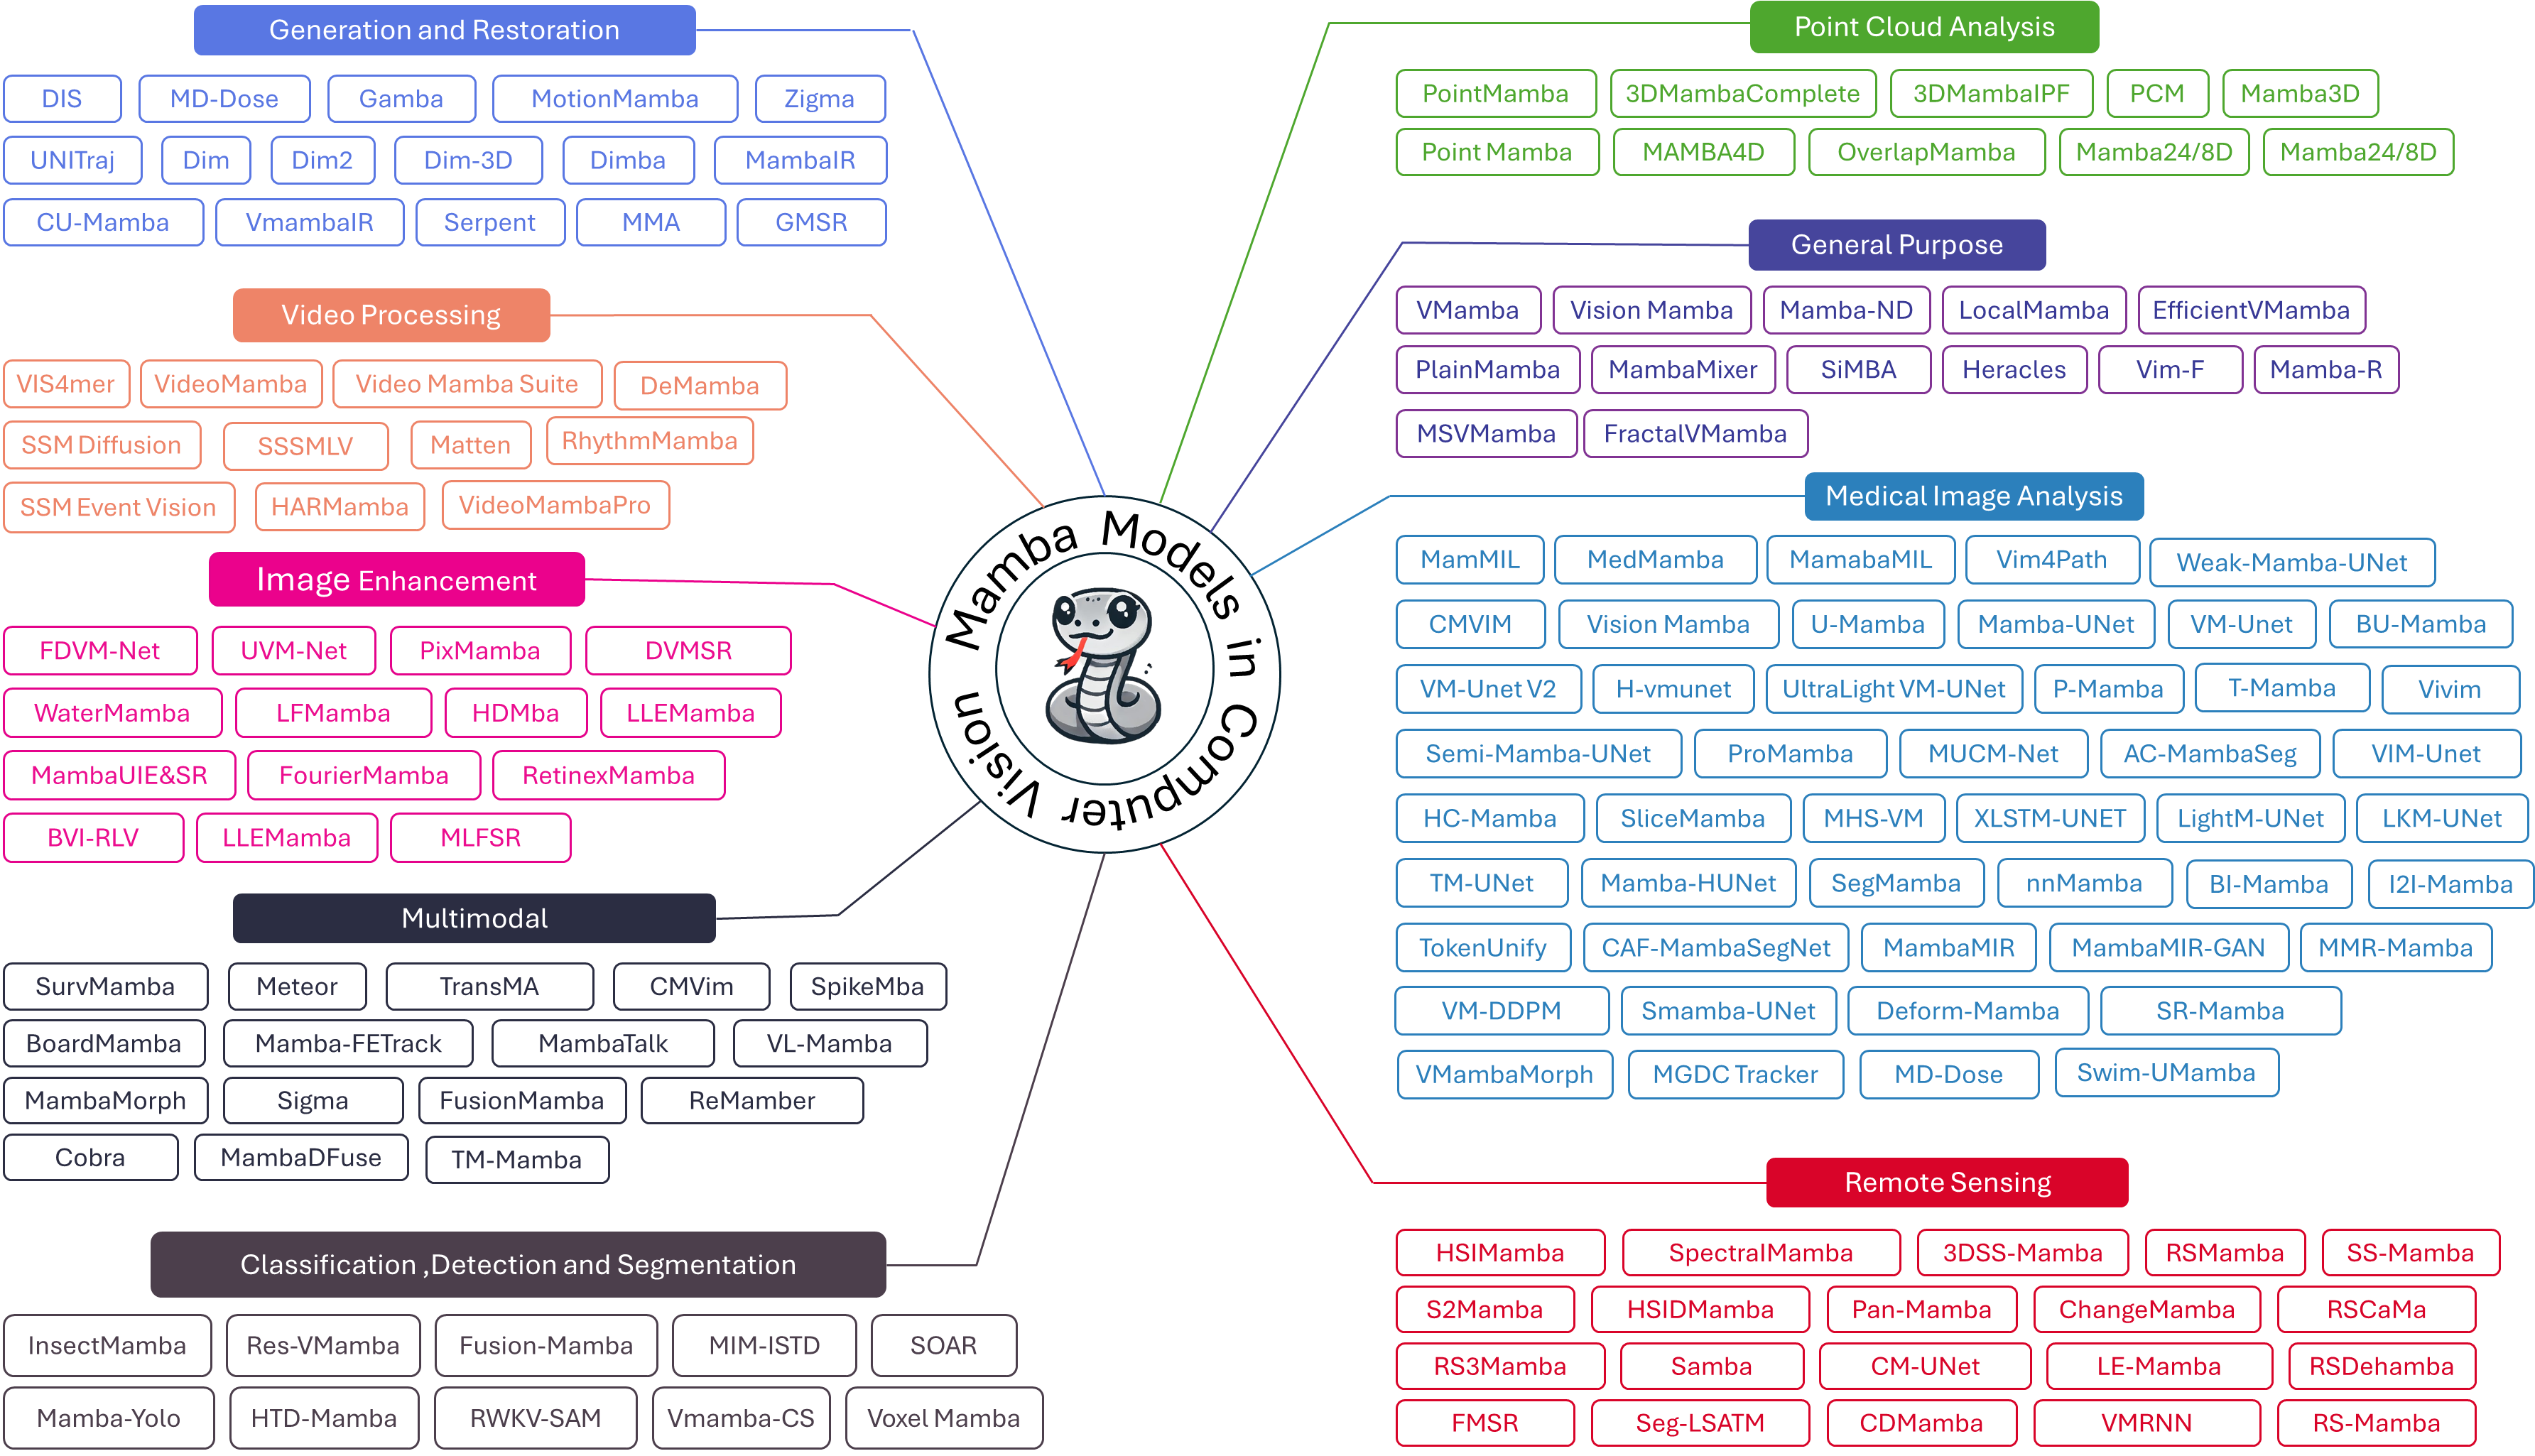 Generation and Restoration
DIS MD-Dose Gamba MotionMamba Zigma
UNITraj Dim Dim2 Dim-3D Dimba MambaIR
CU-Mamba VmambaIR Serpent MMA GMSR
Video Processing
VIS4mer VideoMamba Video Mamba Suite DeMamba
SSM Diffusion SSSMLV Matten RhythmMamba
SSM Event Vision HARMamba VideoMambaPro
Image Enhancement
FDVM-Net UVM-Net PixMamba DVMSR
WaterMamba LFMamba HDMba LLEMamba
MambaUIE&SR FourierMamba RetinexMamba
BVI-RLV LLEMamba MLFSR
Multimodal
SurvMamba Meteor TransMA CMVim SpikeMba
BoardMamba Mamba-FETrack MambaTalk VL-Mamba
MambaMorph Sigma FusionMamba ReMamber
Cobra MambaDFuse TM-Mamba
Classification ,Detection and Segmentation
InsectMamba Res-VMamba Fusion-Mamba MIM-ISTD SOAR
Mamba-Yolo HTD-Mamba RWKV-SAM Vmamba-CS Voxel Mamba
Mamba Models in Computer Vision
Point Cloud Analysis
PointMamba 3DMambaComplete 3DMambaIPF PCM Mamba3D
Point Mamba MAMBA4D OverlapMamba Mamba24/8D Mamba24/8D
General Purpose
VMamba Vision Mamba Mamba-ND LocalMamba EfficientVMamba
PlainMamba MambaMixer SiMBA Heracles Vim-F Mamba-R
MSVMamba FractalVMamba
Medical Image Analysis
MamMIL MedMamba MamabaMIL Vim4Path Weak-Mamba-UNet
CMVIM Vision Mamba U-Mamba Mamba-UNet VM-Unet BU-Mamba
VM-Unet V2 H-vmunet UltraLight VM-UNet P-Mamba T-Mamba Vivim
Semi-Mamba-UNet ProMamba MUCM-Net AC-MambaSeg VIM-Unet
HC-Mamba SliceMamba MHS-VM XLSTM-UNET LightM-UNet LKM-UNet
TM-UNet Mamba-HUNet SegMamba nnMamba BI-Mamba I2I-Mamba
TokenUnify CAF-MambaSegNet MambaMIR MambaMIR-GAN MMR-Mamba
VM-DDPM Smamba-UNet Deform-Mamba SR-Mamba
VMambaMorph MGDC Tracker MD-Dose Swim-UMamba
Remote Sensing
HSIMamba SpectralMamba 3DSS-Mamba RSMamba SS-Mamba
S2Mamba HSIDMamba Pan-Mamba ChangeMamba RSCaMa
RS3Mamba Samba CM-UNet LE-Mamba RSDehamba
FMSR Seg-LSATM CDMamba VMRNN RS-Mamba